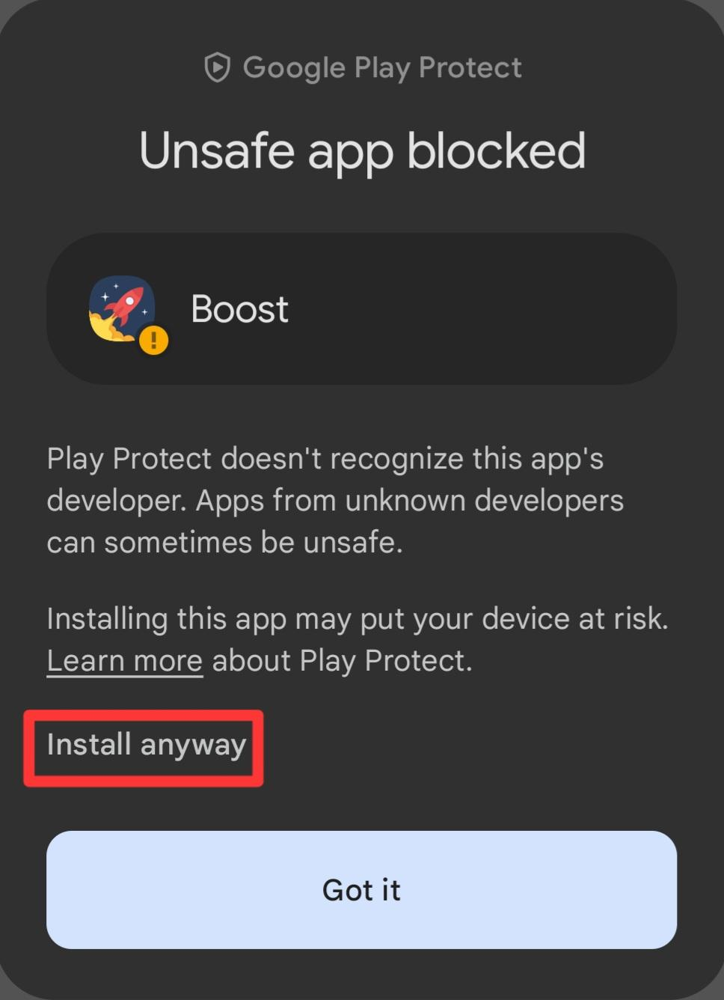 Google Play Protect
Unsafe app blocked
Boost
Play Protect doesn't recognize this app's
developer. Apps from unknown developers
can sometimes be unsafe.
Installing this app may put your device at risk.
Learn more about Play Protect.
Install anyway
Got it